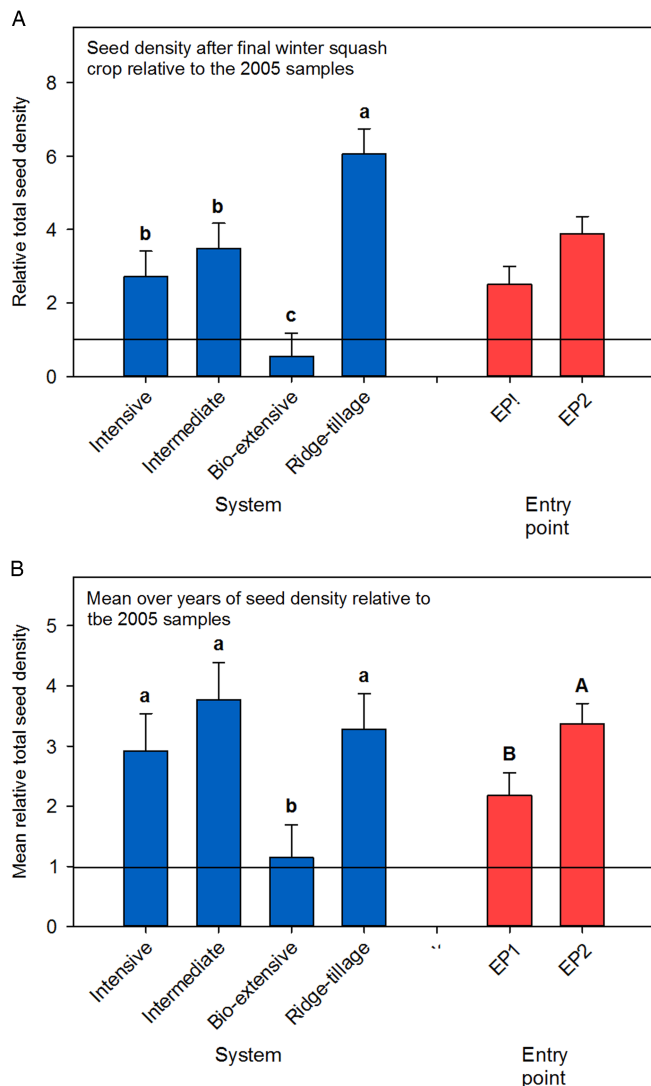 A
Seed density after final winter squash
crop relative to the 2005 samples
Relative total seed density
8
6
4
2
0
b
b
c
a
Intensive
Intermediate
Bio-extensive
Ridge-tillage
EP!
EP2
System
Entry
point
B
Mean over years of seed density relative to
tbe 2005 samples
Mean relative total seed density
5
4
3
2
1
0
a
a
b
a
B
A
Intensive
Intermediate
Bio-extensive
Ridge-tillage
EP1
EP2
System
Entry
point